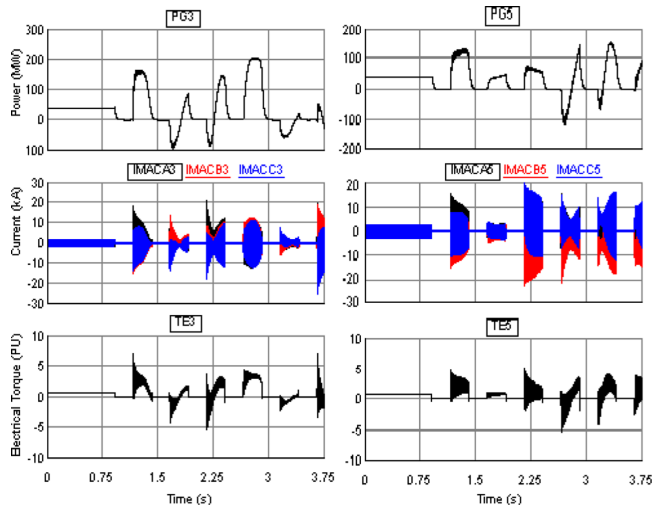 PG3
300
200
100
0
100
Power (MW)
PG5
200
100
0
-100
-200
IMACA3 IMACB3 IMACC3
30
20
10
0
-10
-20
-30
Current (kA)
IMACA5 IMACB5 IMACC5
20
10
0
-10
-20
-30
TE3
10
5
0
-5
-10
Electrical Torque (PU)
0 0.75 1.5 2.25 3 3.75
Time (s)
TE5
10
5
0
-5
-10
0 0.75 1.5 2.25 3 3.75
Time (s)